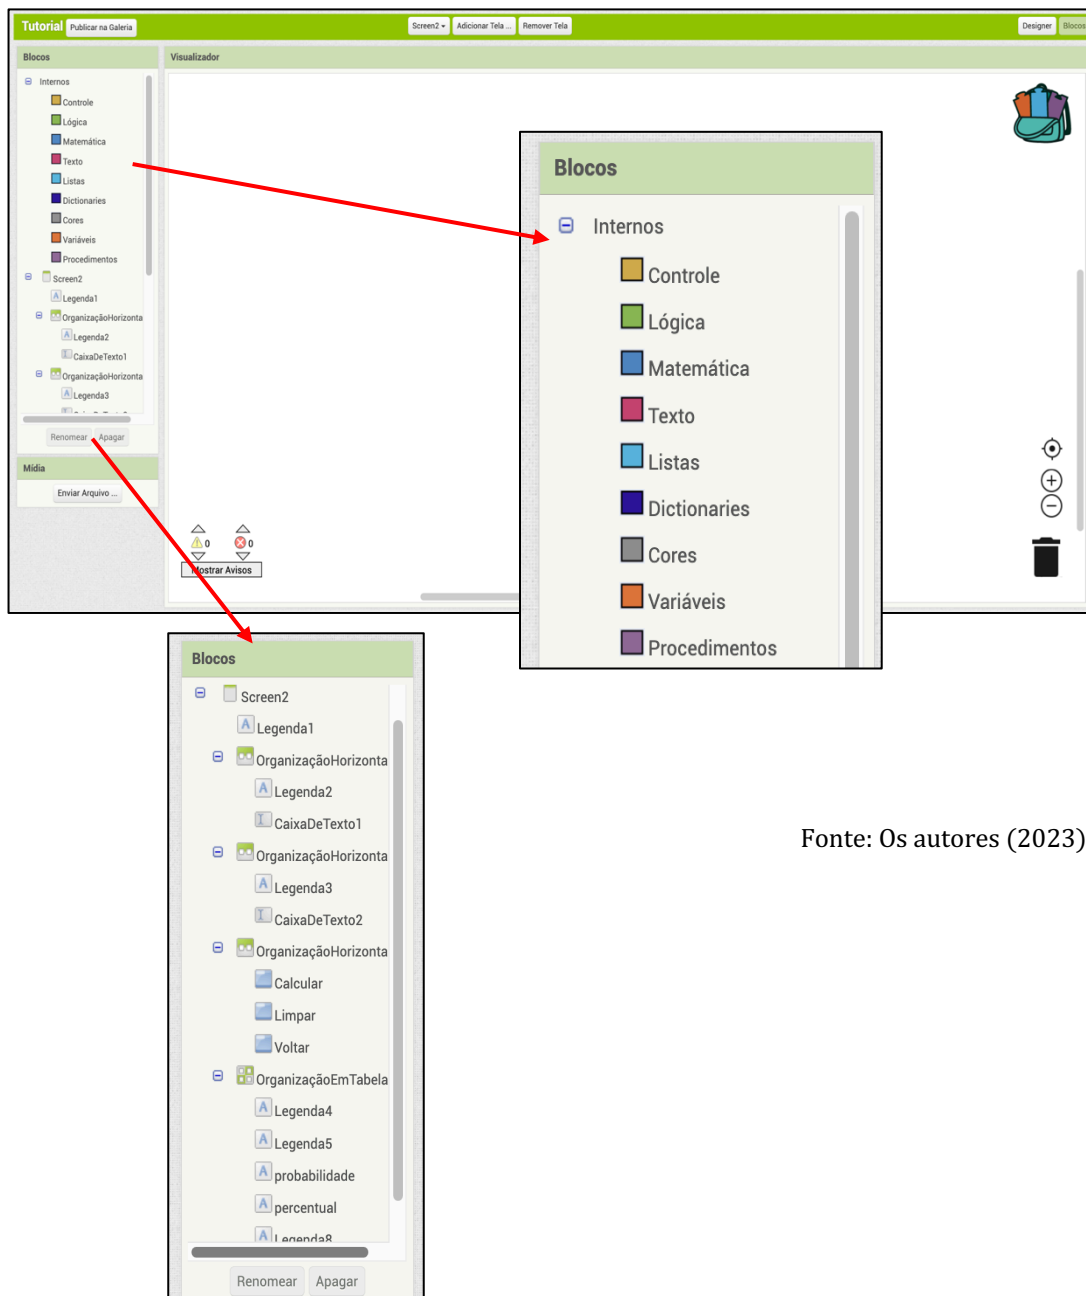 Tutorial Publicar na Galeria Screen2 Adicionar Tela ... Remover Tela Designer Blocos
Blocos
Internos
Controle
Lógica
Matemática
Texto
Listas
Dictionaries
Cores
Variáveis
Procedimentos
Screen2
Legenda1
OrganizaçãoHorizonta
Legenda2
CaixaDeTexto1
OrganizaçãoHorizonta
Legenda3
Renomear Apagar
Mídia
Enviar Arquivo ...
Visualizador
0 0
Mostrar Avisos
Blocos
Internos
Controle
Lógica
Matemática
Texto
Listas
Dictionaries
Cores
Variáveis
Procedimentos
Blocos
Screen2
Legenda1
OrganizaçãoHorizonta
Legenda2
CaixaDeTexto1
OrganizaçãoHorizonta
Legenda3
CaixaDeTexto2
OrganizaçãoHorizonta
Calcular
Limpar
Voltar
OrganizaçãoEmTabela
Legenda4
Legenda5
probabilidade
percentual
Legenda8
Renomear Apagar
Fonte: Os autores (2023)